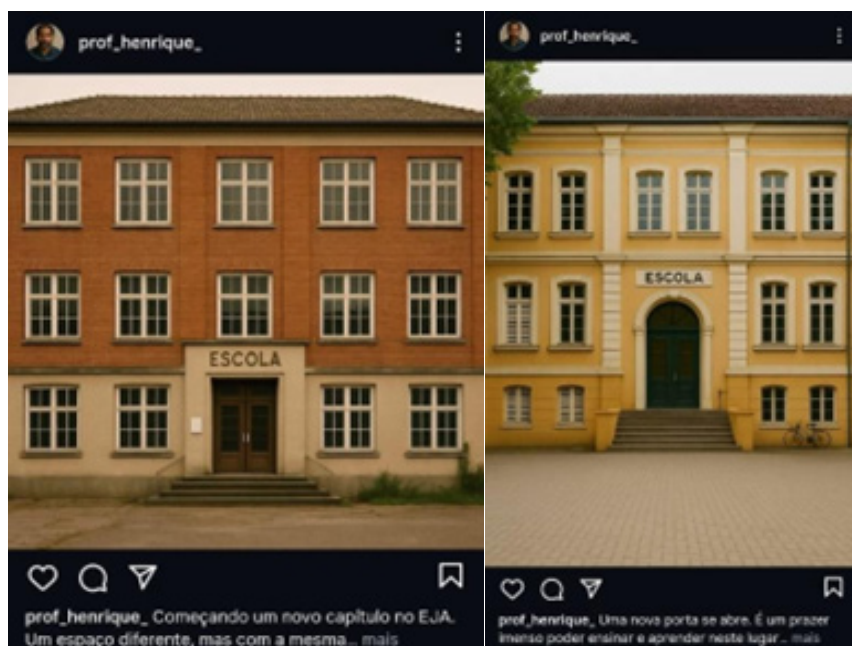 prof_henrique_
ESCOLA
prof_henrique_ Começando um novo capítulo no EJA.
Um espaço diferente, mas com a mesma... mais
prof_henrique_
ESCOLA
prof_henrique_ Uma nova porta se abre. É um prazer
imenso poder ensinar e aprender neste lugar... mais